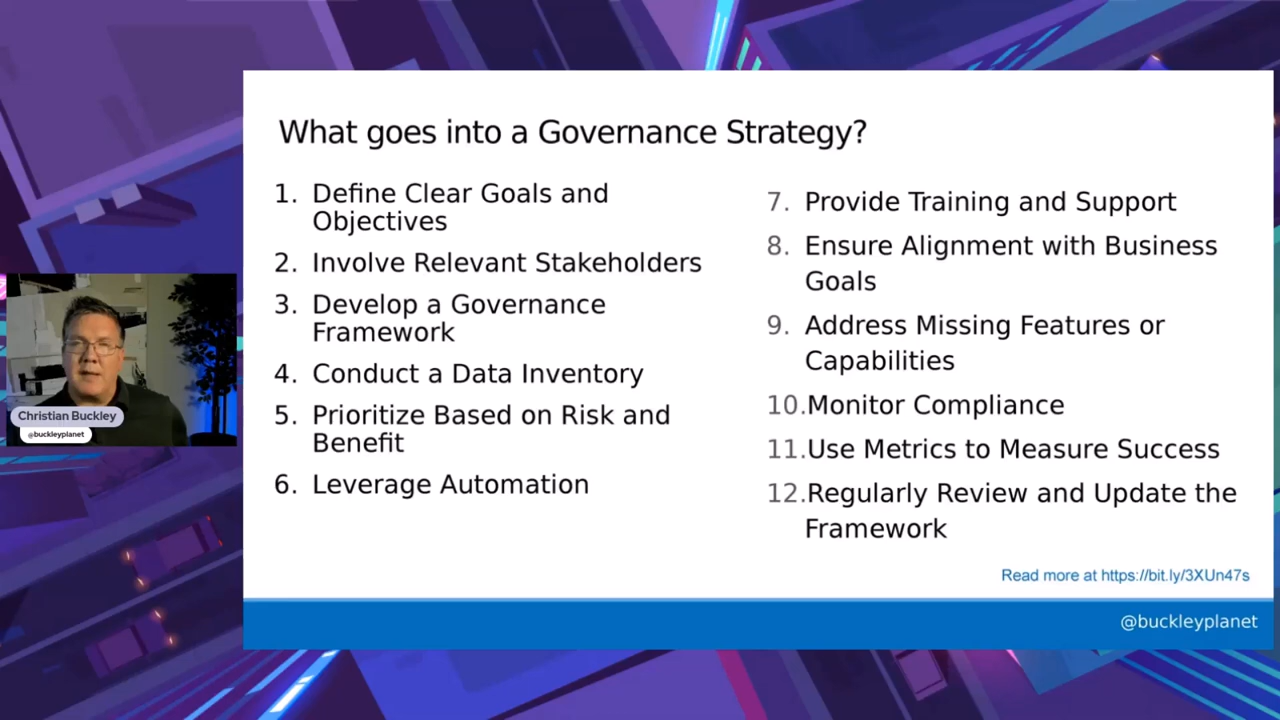 What goes into a Governance Strategy?
1. Define Clear Goals and
Objectives
2. Involve Relevant Stakeholders
3. Develop a Governance
Framework
4. Conduct a Data Inventory
5. Prioritize Based on Risk and
Benefit
6. Leverage Automation
7. Provide Training and Support
8. Ensure Alignment with Business
Goals
9. Address Missing Features or
Capabilities
10.Monitor Compliance
11.Use Metrics to Measure Success
12.Regularly Review and Update the
Framework
Read more at https://bit.ly/3XUn47s
@buckleyplanet
Christian Buckley
@buckleyplanet